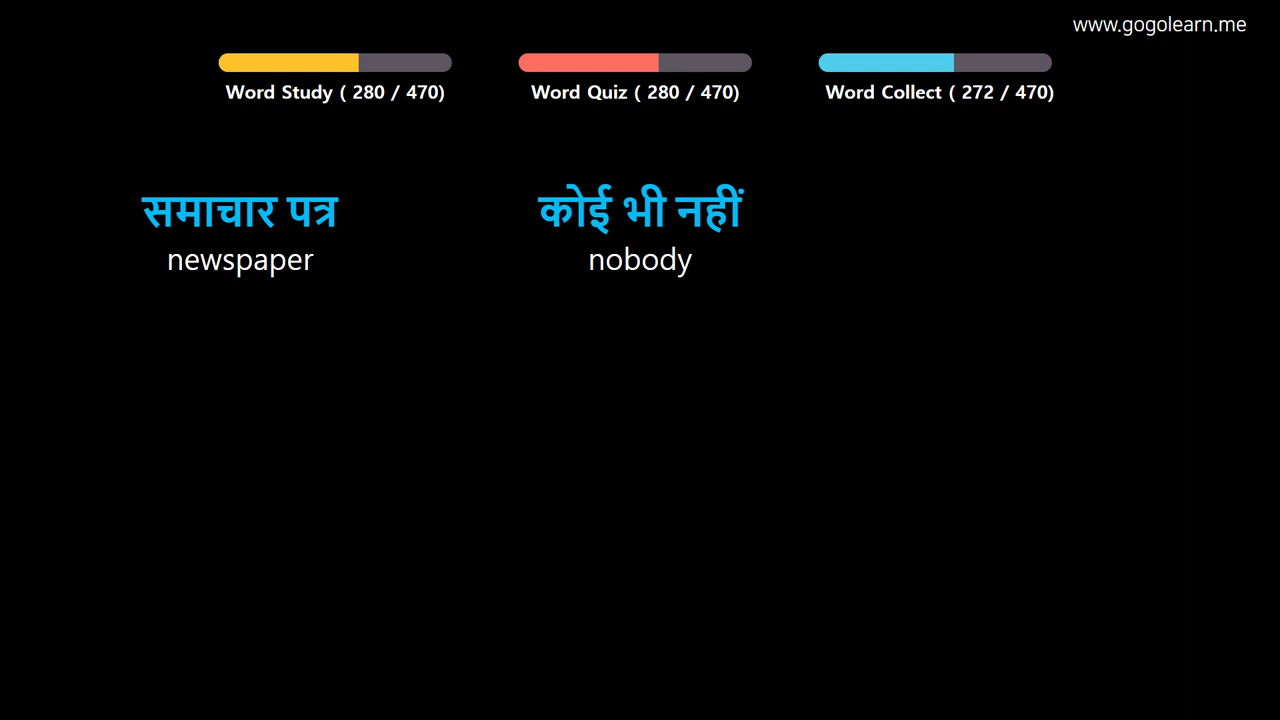 www.gogolearn.me
Word Study ( 280 / 470)
Word Quiz ( 280 / 470)
Word Collect ( 272 / 470)
समाचार पत्र
newspaper
कोई भी नहीं
nobody